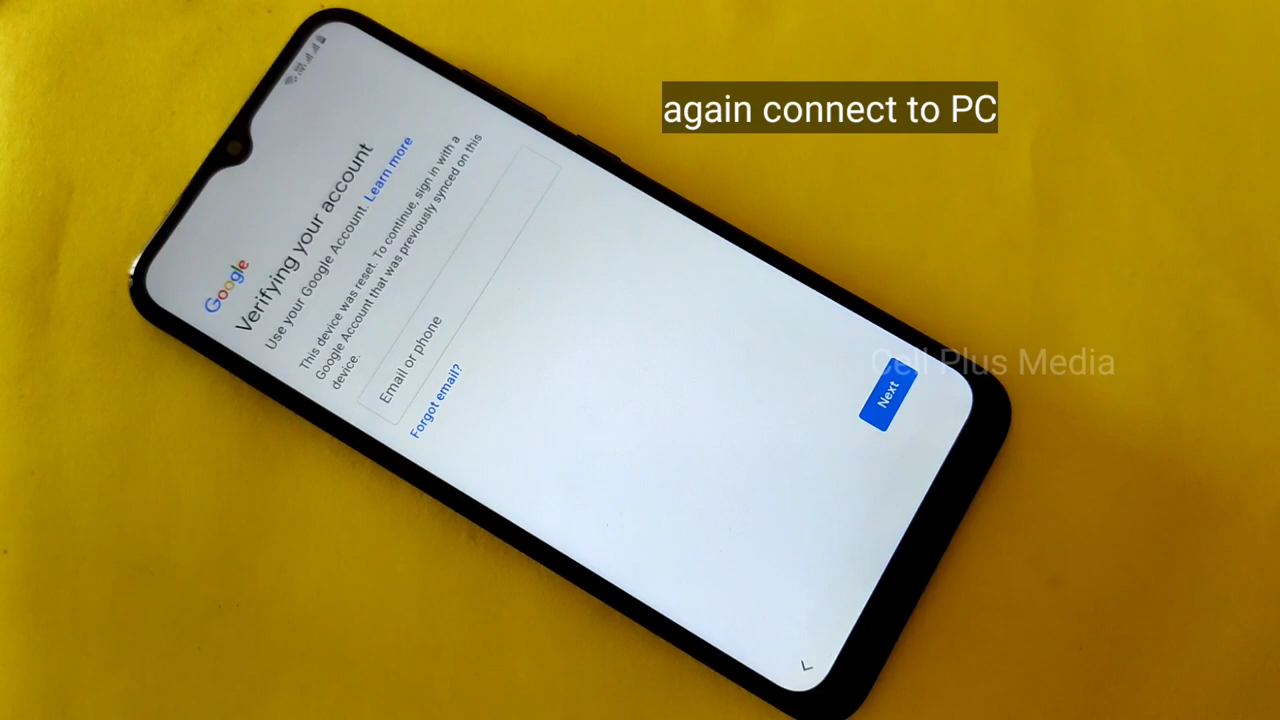 again connect to PC
Google
Verifying your account
Use your Google Account. Learn more
This device was reset. To continue, sign in with a
Google Account that was previously synced on this
device.
Email or phone
Forgot email?
Next
Cell Plus Media